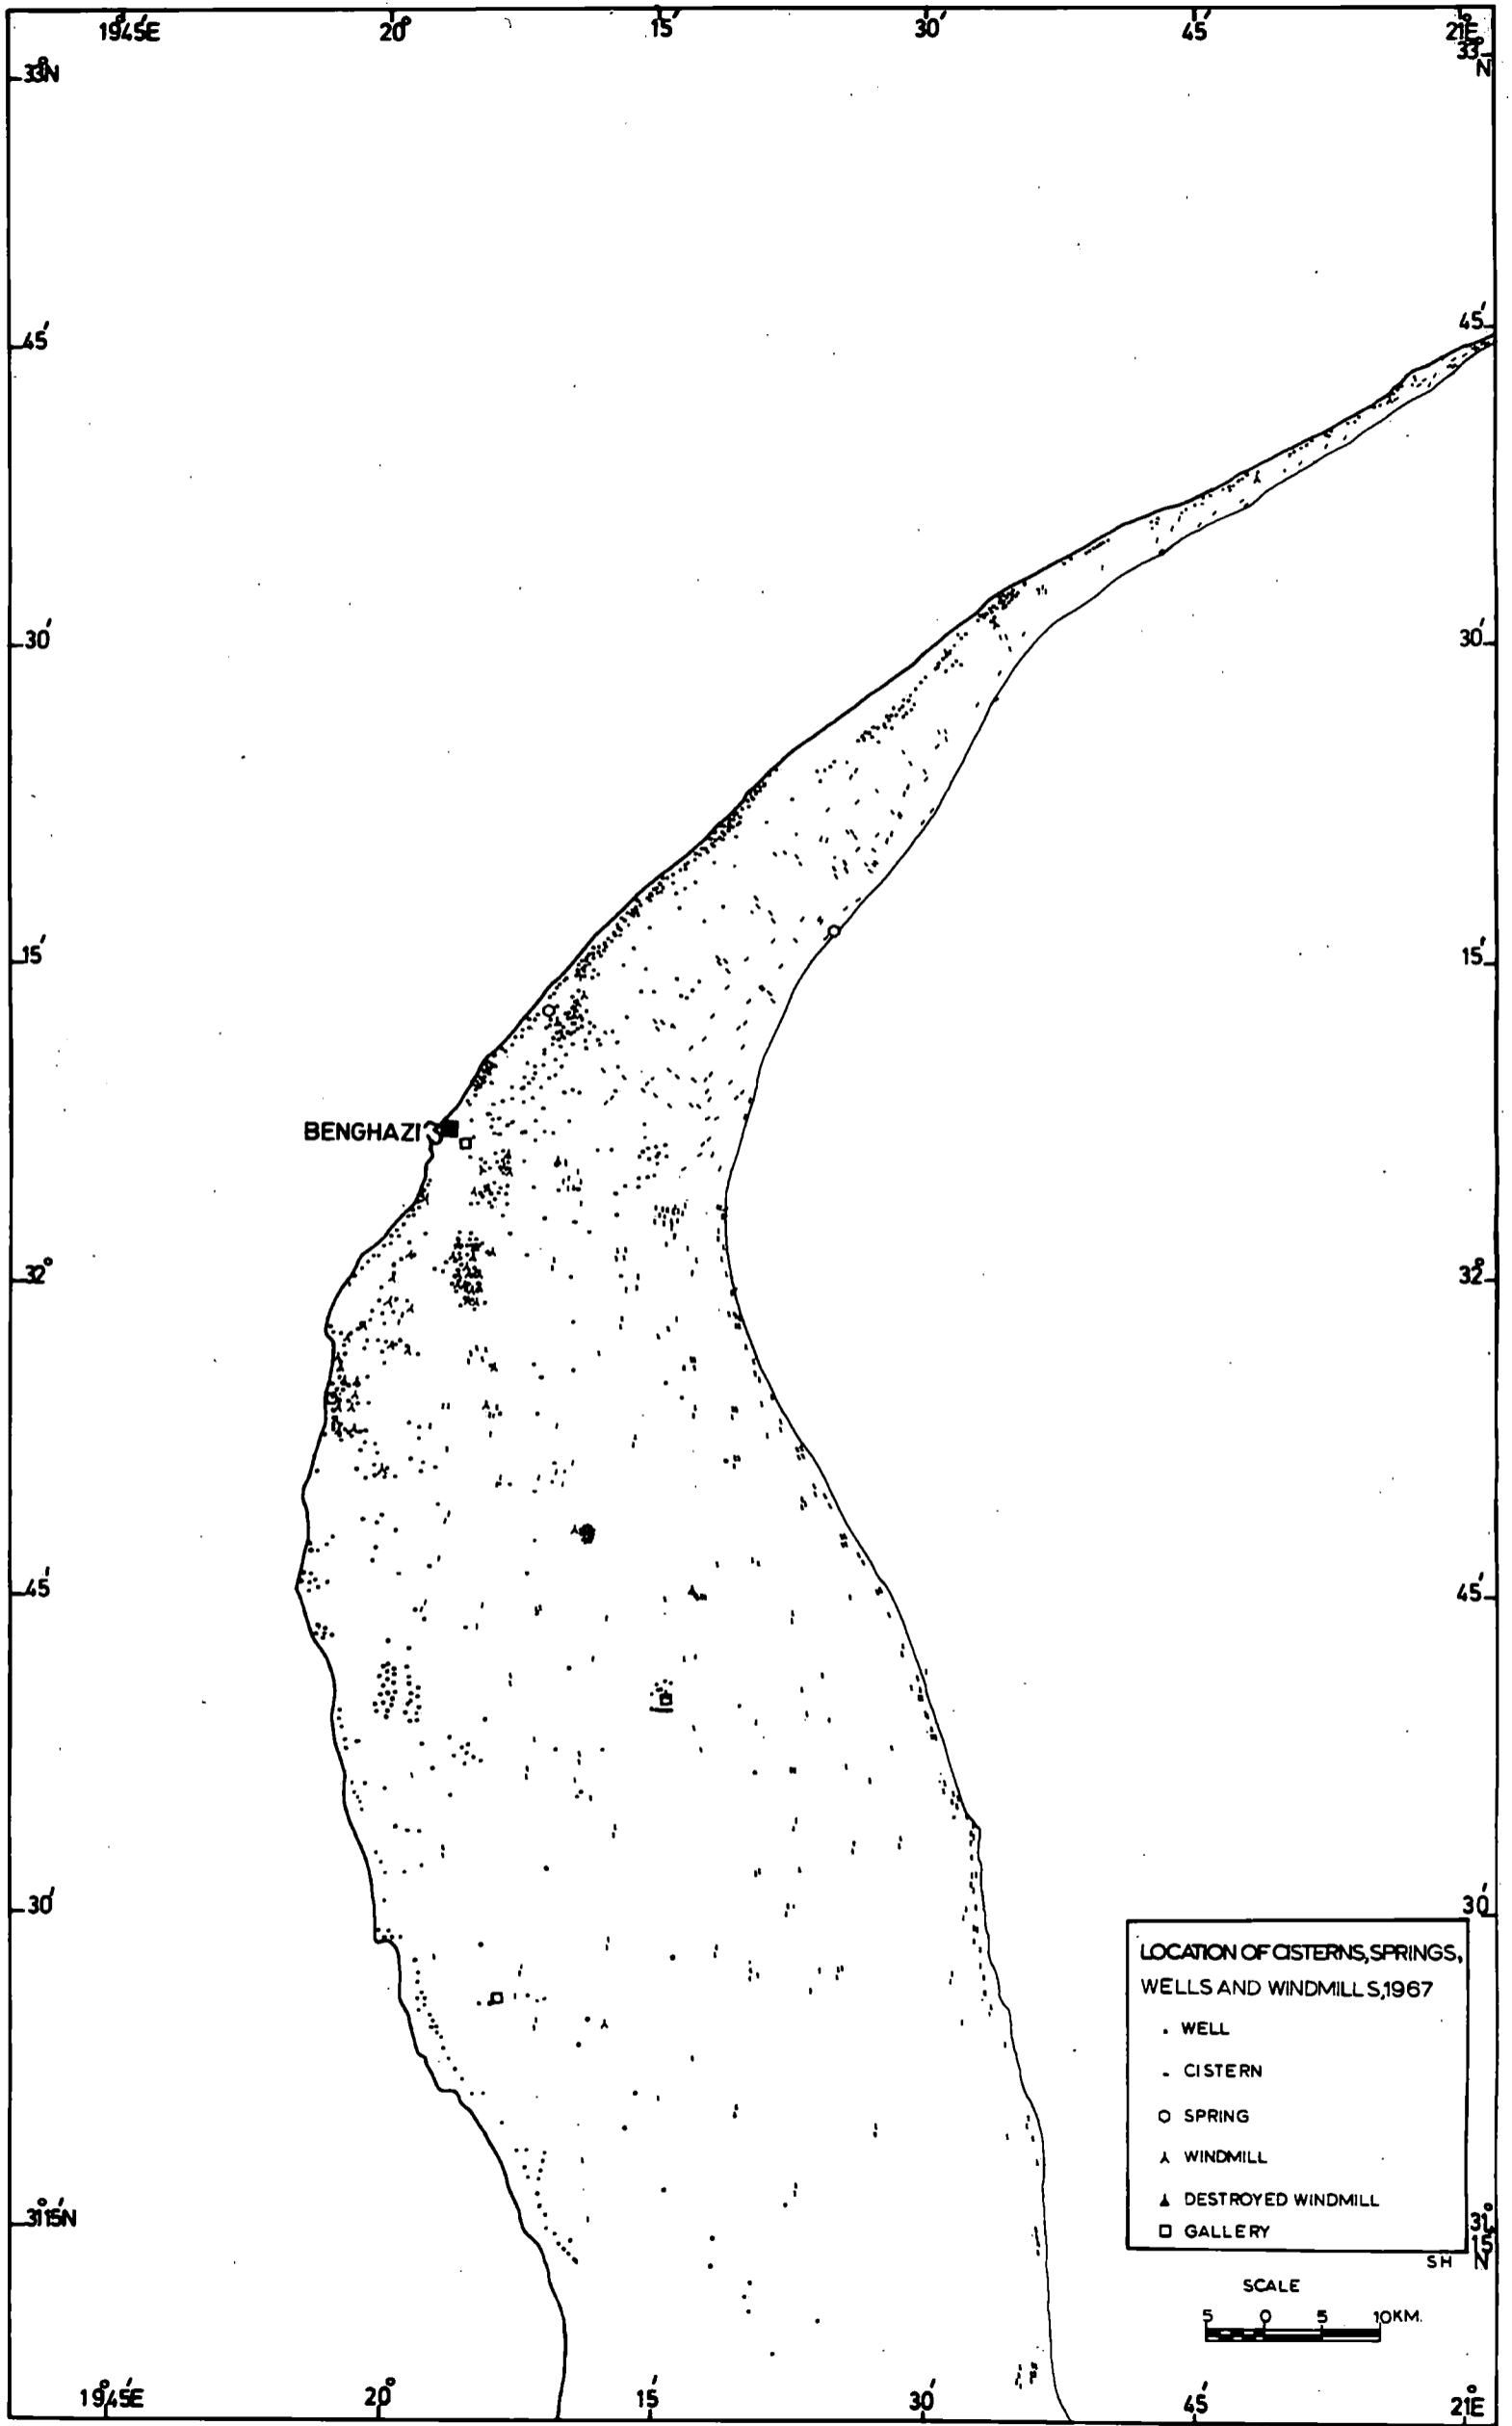 19°45'E 20° 15' 30' 45' 21°E
33°N
33°
N
45'
45'
30'
30'
15'
15'
BENGHAZI
32°
32°
45'
45'
30'
30'
LOCATION OF CISTERNS,SPRINGS,
WELLS AND WINDMILLS,1967
WELL
CISTERN
SPRING
WINDMILL
DESTROYED WINDMILL
GALLERY
31°15'N
31°
15'
N
SH
SCALE
5 0 5 10KM.
19°45'E 20° 15' 30' 45' 21°E